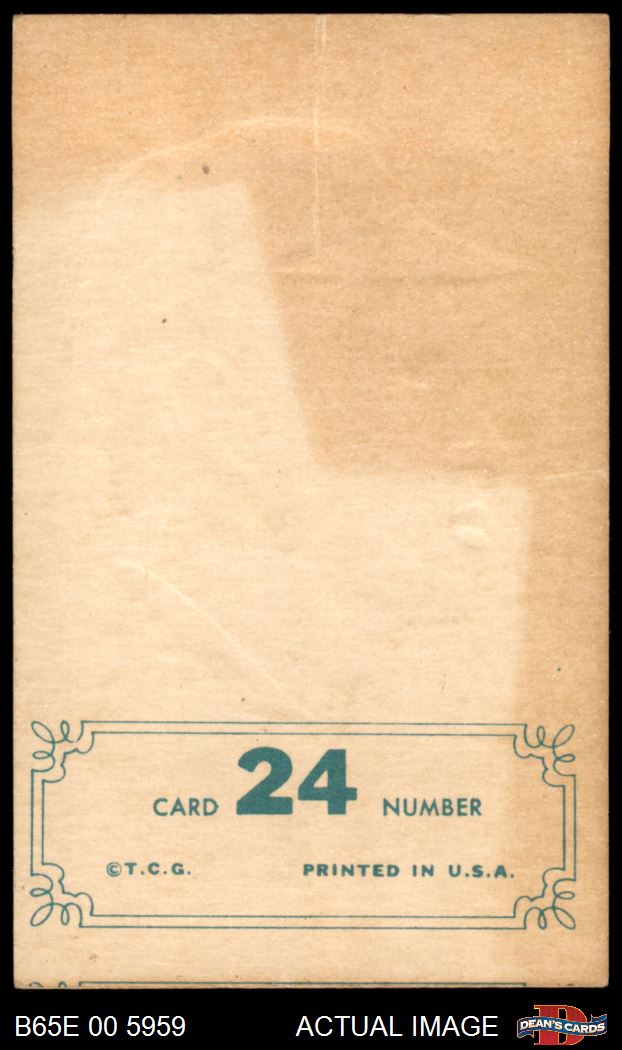 CARD 24 NUMBER
©T.C.G. PRINTED IN U.S.A.
B65E 00 5959 ACTUAL IMAGE DEAN'S CARDS